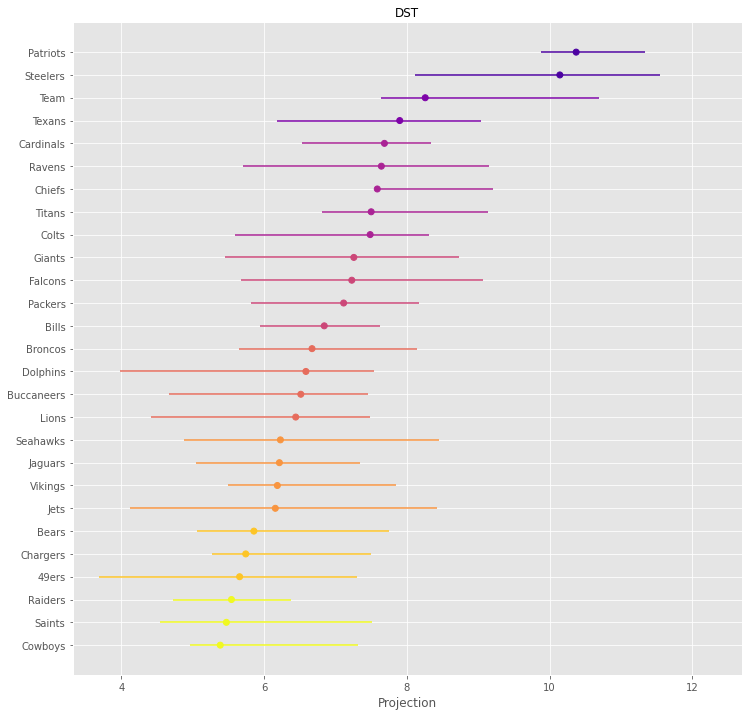 DST
Patriots
Steelers
Team
Texans
Cardinals
Ravens
Chiefs
Titans
Colts
Giants
Falcons
Packers
Bills
Broncos
Dolphins
Buccaneers
Lions
Seahawks
Jaguars
Vikings
Jets
Bears
Chargers
49ers
Raiders
Saints
Cowboys
4 6 8 10 12
Projection